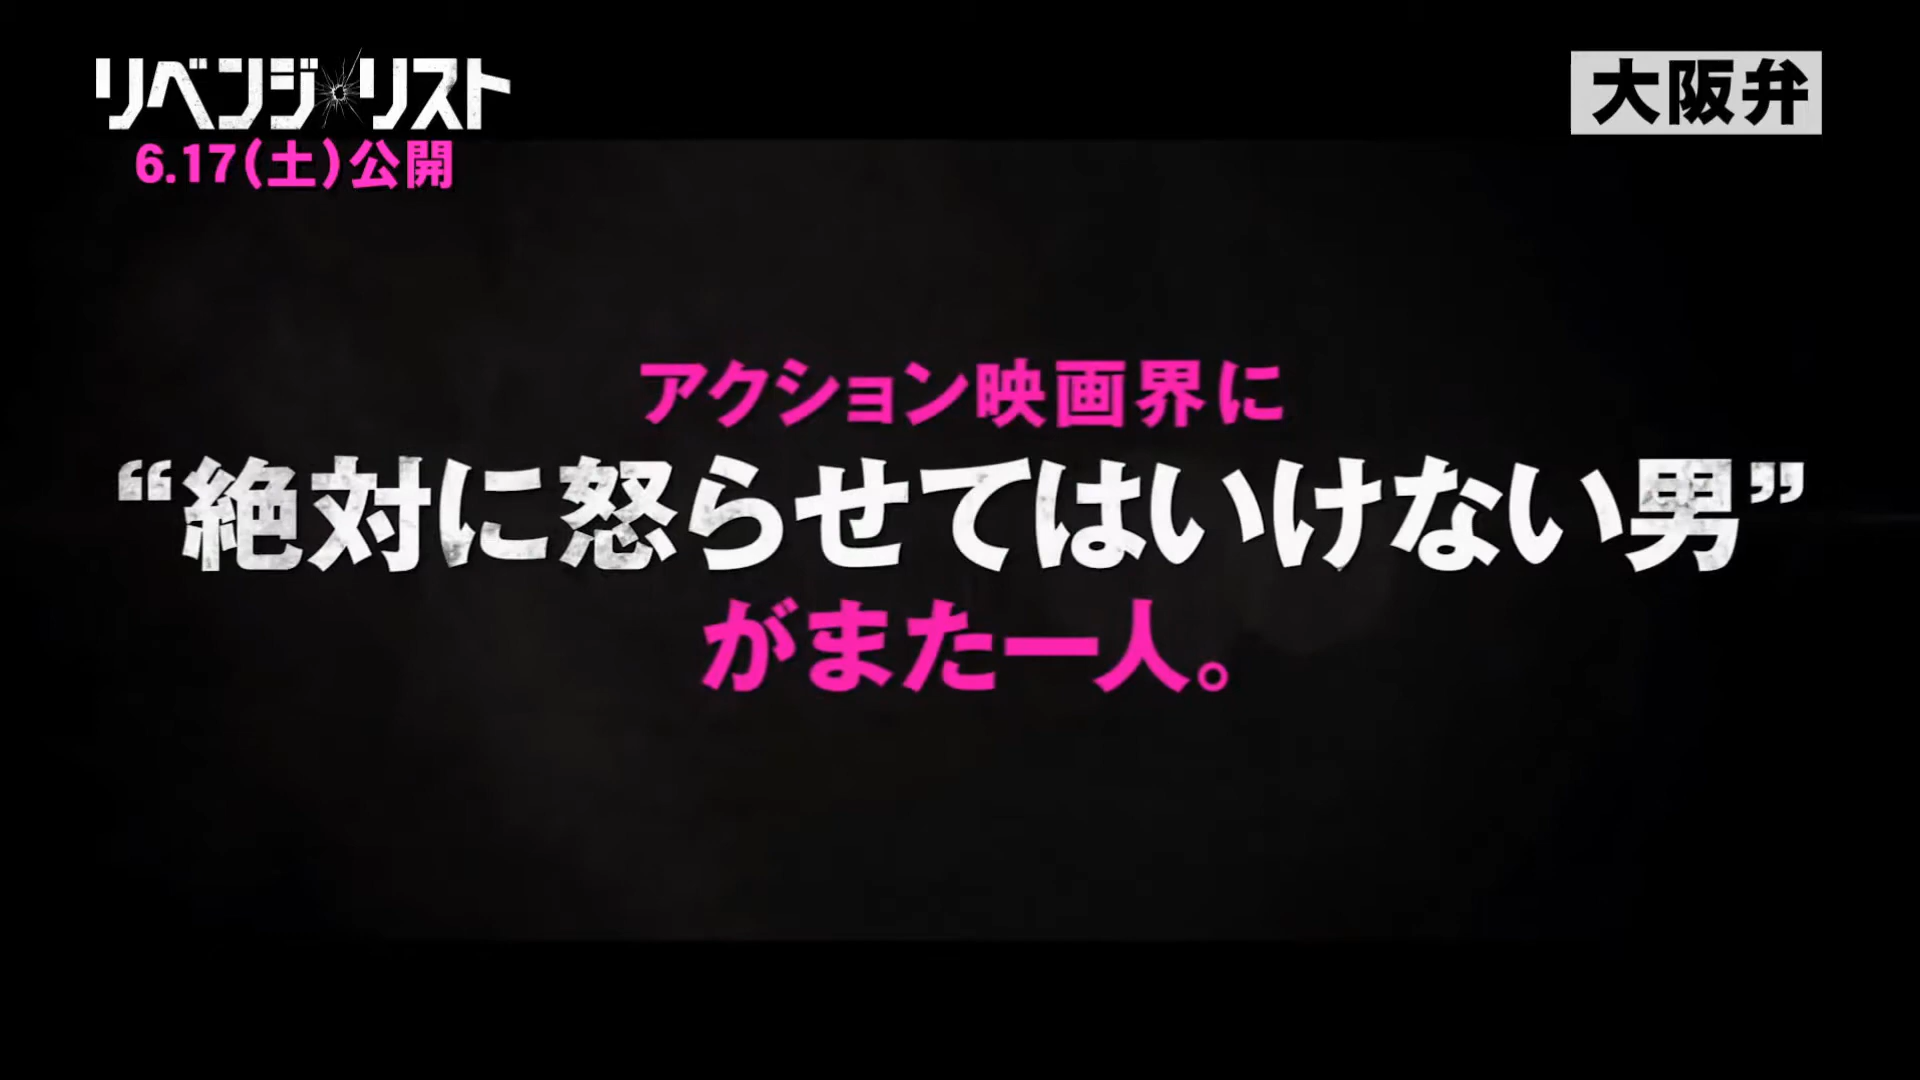 リベンジ・リスト
6.17(土)公開
大阪弁
アクション映画界に
“絶対に怒らせてはいけない男”
がまた一人。